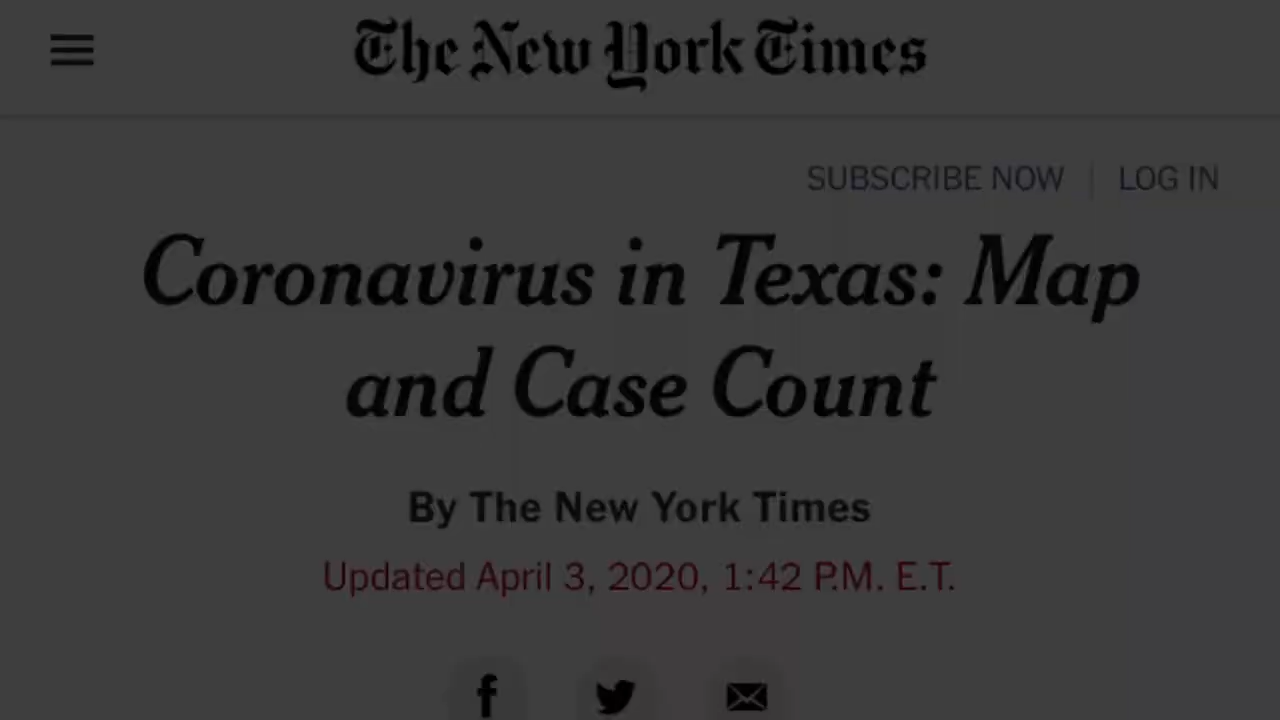 The New York Times
SUBSCRIBE NOW | LOG IN
Coronavirus in Texas: Map
and Case Count
By The New York Times
Updated April 3, 2020, 1:42 P.M. E.T.